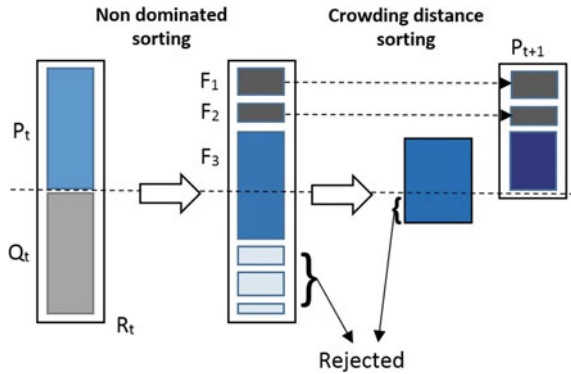 Non dominated
sorting
Crowding distance
sorting
Pt+1
F1
F2
Pt
F3
Qt
Rt
Rejected